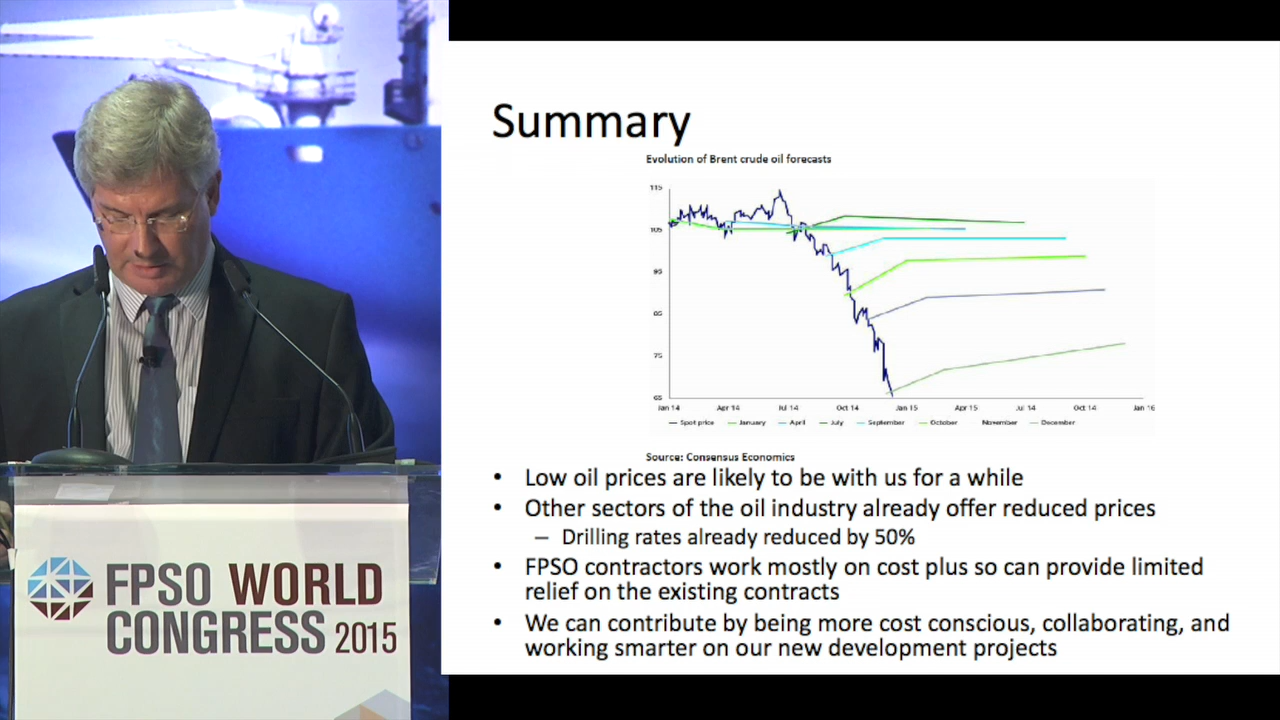 Summary
Evolution of Brent crude oil forecasts
115
105
95
85
75
65
Jan 14 Apr 14 Jul 14 Oct 14 Jan 15 Apr 15 Jul 14 Oct 14 Jan 16
Spot price January April July September October November December
Source: Consensus Economics
• Low oil prices are likely to be with us for a while
• Other sectors of the oil industry already offer reduced prices
– Drilling rates already reduced by 50%
• FPSO contractors work mostly on cost plus so can provide limited
relief on the existing contracts
• We can contribute by being more cost conscious, collaborating, and
working smarter on our new development projects
FPSO WORLD
CONGRESS 2015